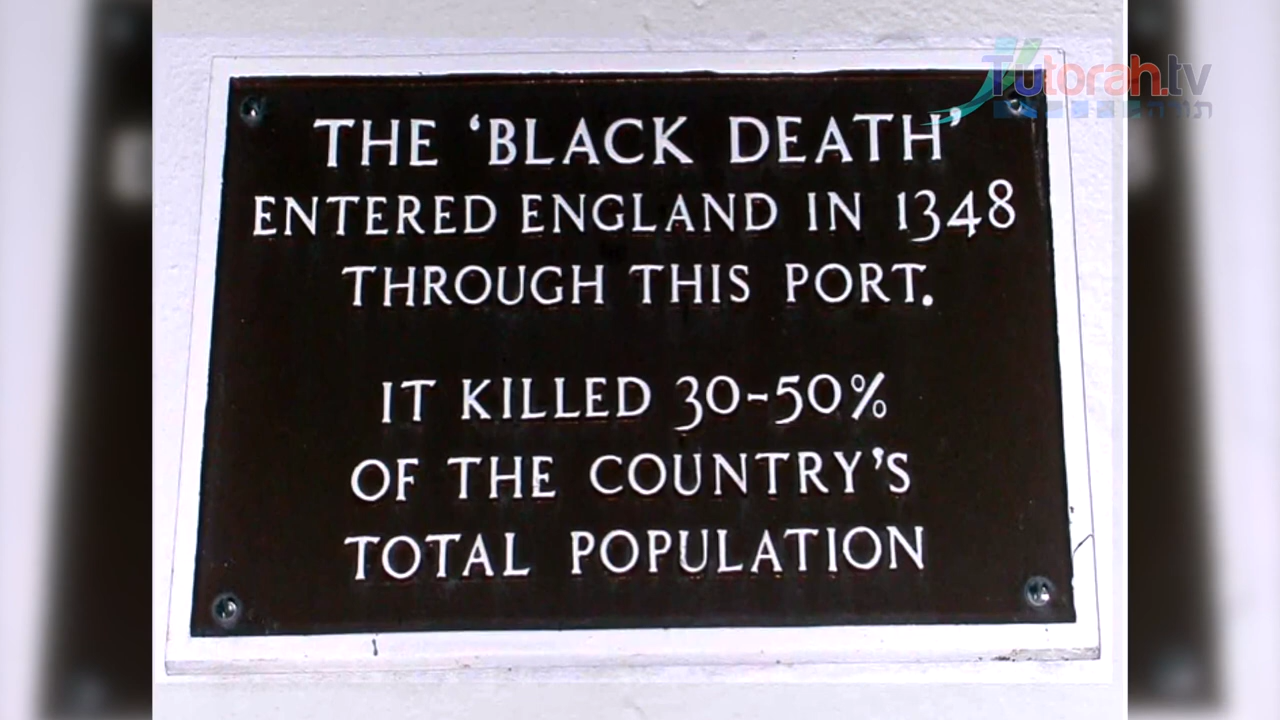 Tutorah.tv
תורה
THE ‘BLACK DEATH’
ENTERED ENGLAND IN 1348
THROUGH THIS PORT.
IT KILLED 30-50%
OF THE COUNTRY’S
TOTAL POPULATION